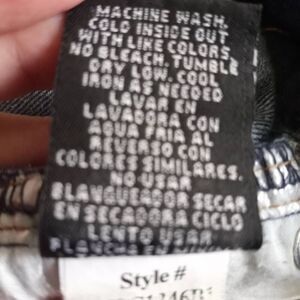 MACHINE WASH
COLD INSIDE OUT
WITH LIKE COLORS
NO BLEACH, TUMBLE
DRY LOW, COOL
IRON AS NEEDED
LAVAR EN
LAVADORA CON
AGUA FRIA AL
REVERSO CON
COLORES SIMILARES.
NO USAR
BLANQUEADOR SECAR
EN SECADORA CICLO
LENTO USAR
Style #